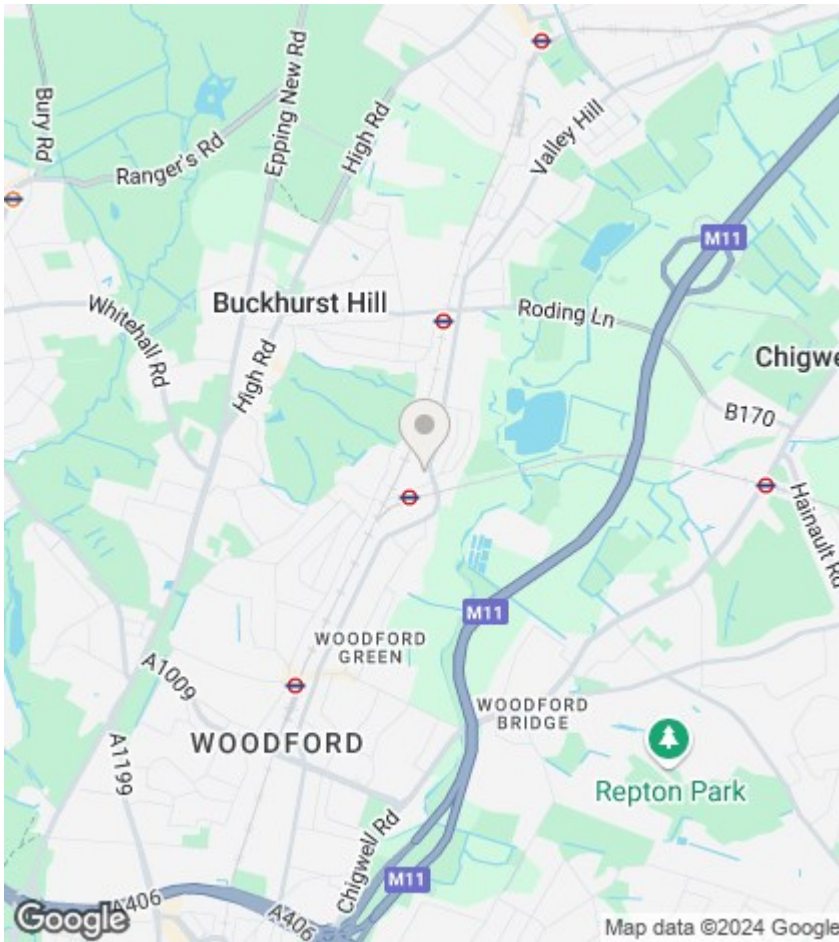 Bury Rd
Epping New Rd
High Rd
Ranger's Rd
Valley Hill
M11
Buckhurst Hill
Roding Ln
Whitehall Rd
High Rd
Chigwe
B170
Hainault Rd
M11
WOODFORD
GREEN
A1009
WOODFORD
BRIDGE
WOODFORD
A1199
Repton Park
Chigwell Rd
M11
A406
A406
Google
Map data ©2024 Google